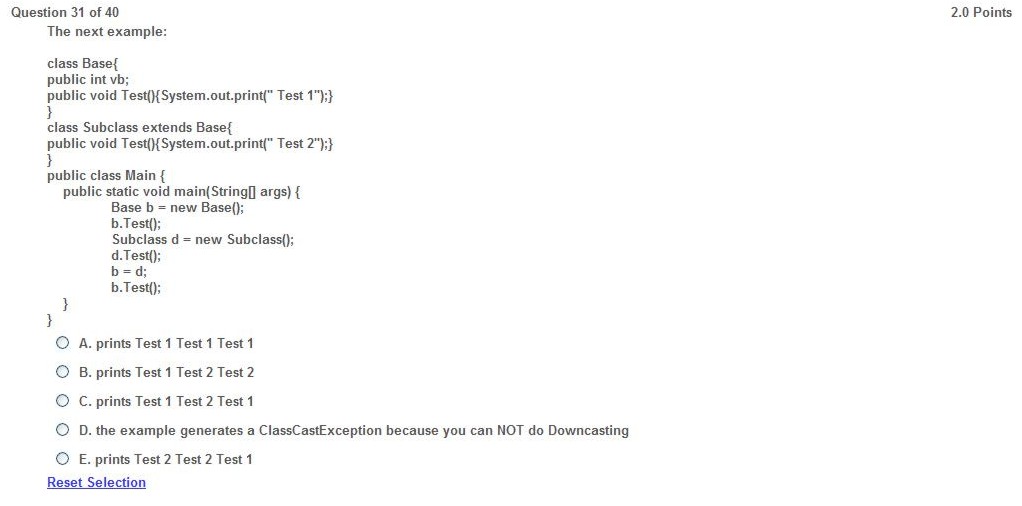 Question 31 of 40
2.0 Points
The next example:
class Base{
public int vb;
public void Test(){System.out.print(" Test 1");}
}
class Subclass extends Base{
public void Test(){System.out.print(" Test 2");}
}
public class Main {
public static void main(String[] args) {
Base b = new Base();
b.Test();
Subclass d = new Subclass();
d.Test();
b = d;
b.Test();
}
}
A. prints Test 1 Test 1 Test 1
B. prints Test 1 Test 2 Test 2
C. prints Test 1 Test 2 Test 1
D. the example generates a ClassCastException because you can NOT do Downcasting
E. prints Test 2 Test 2 Test 1
Reset Selection